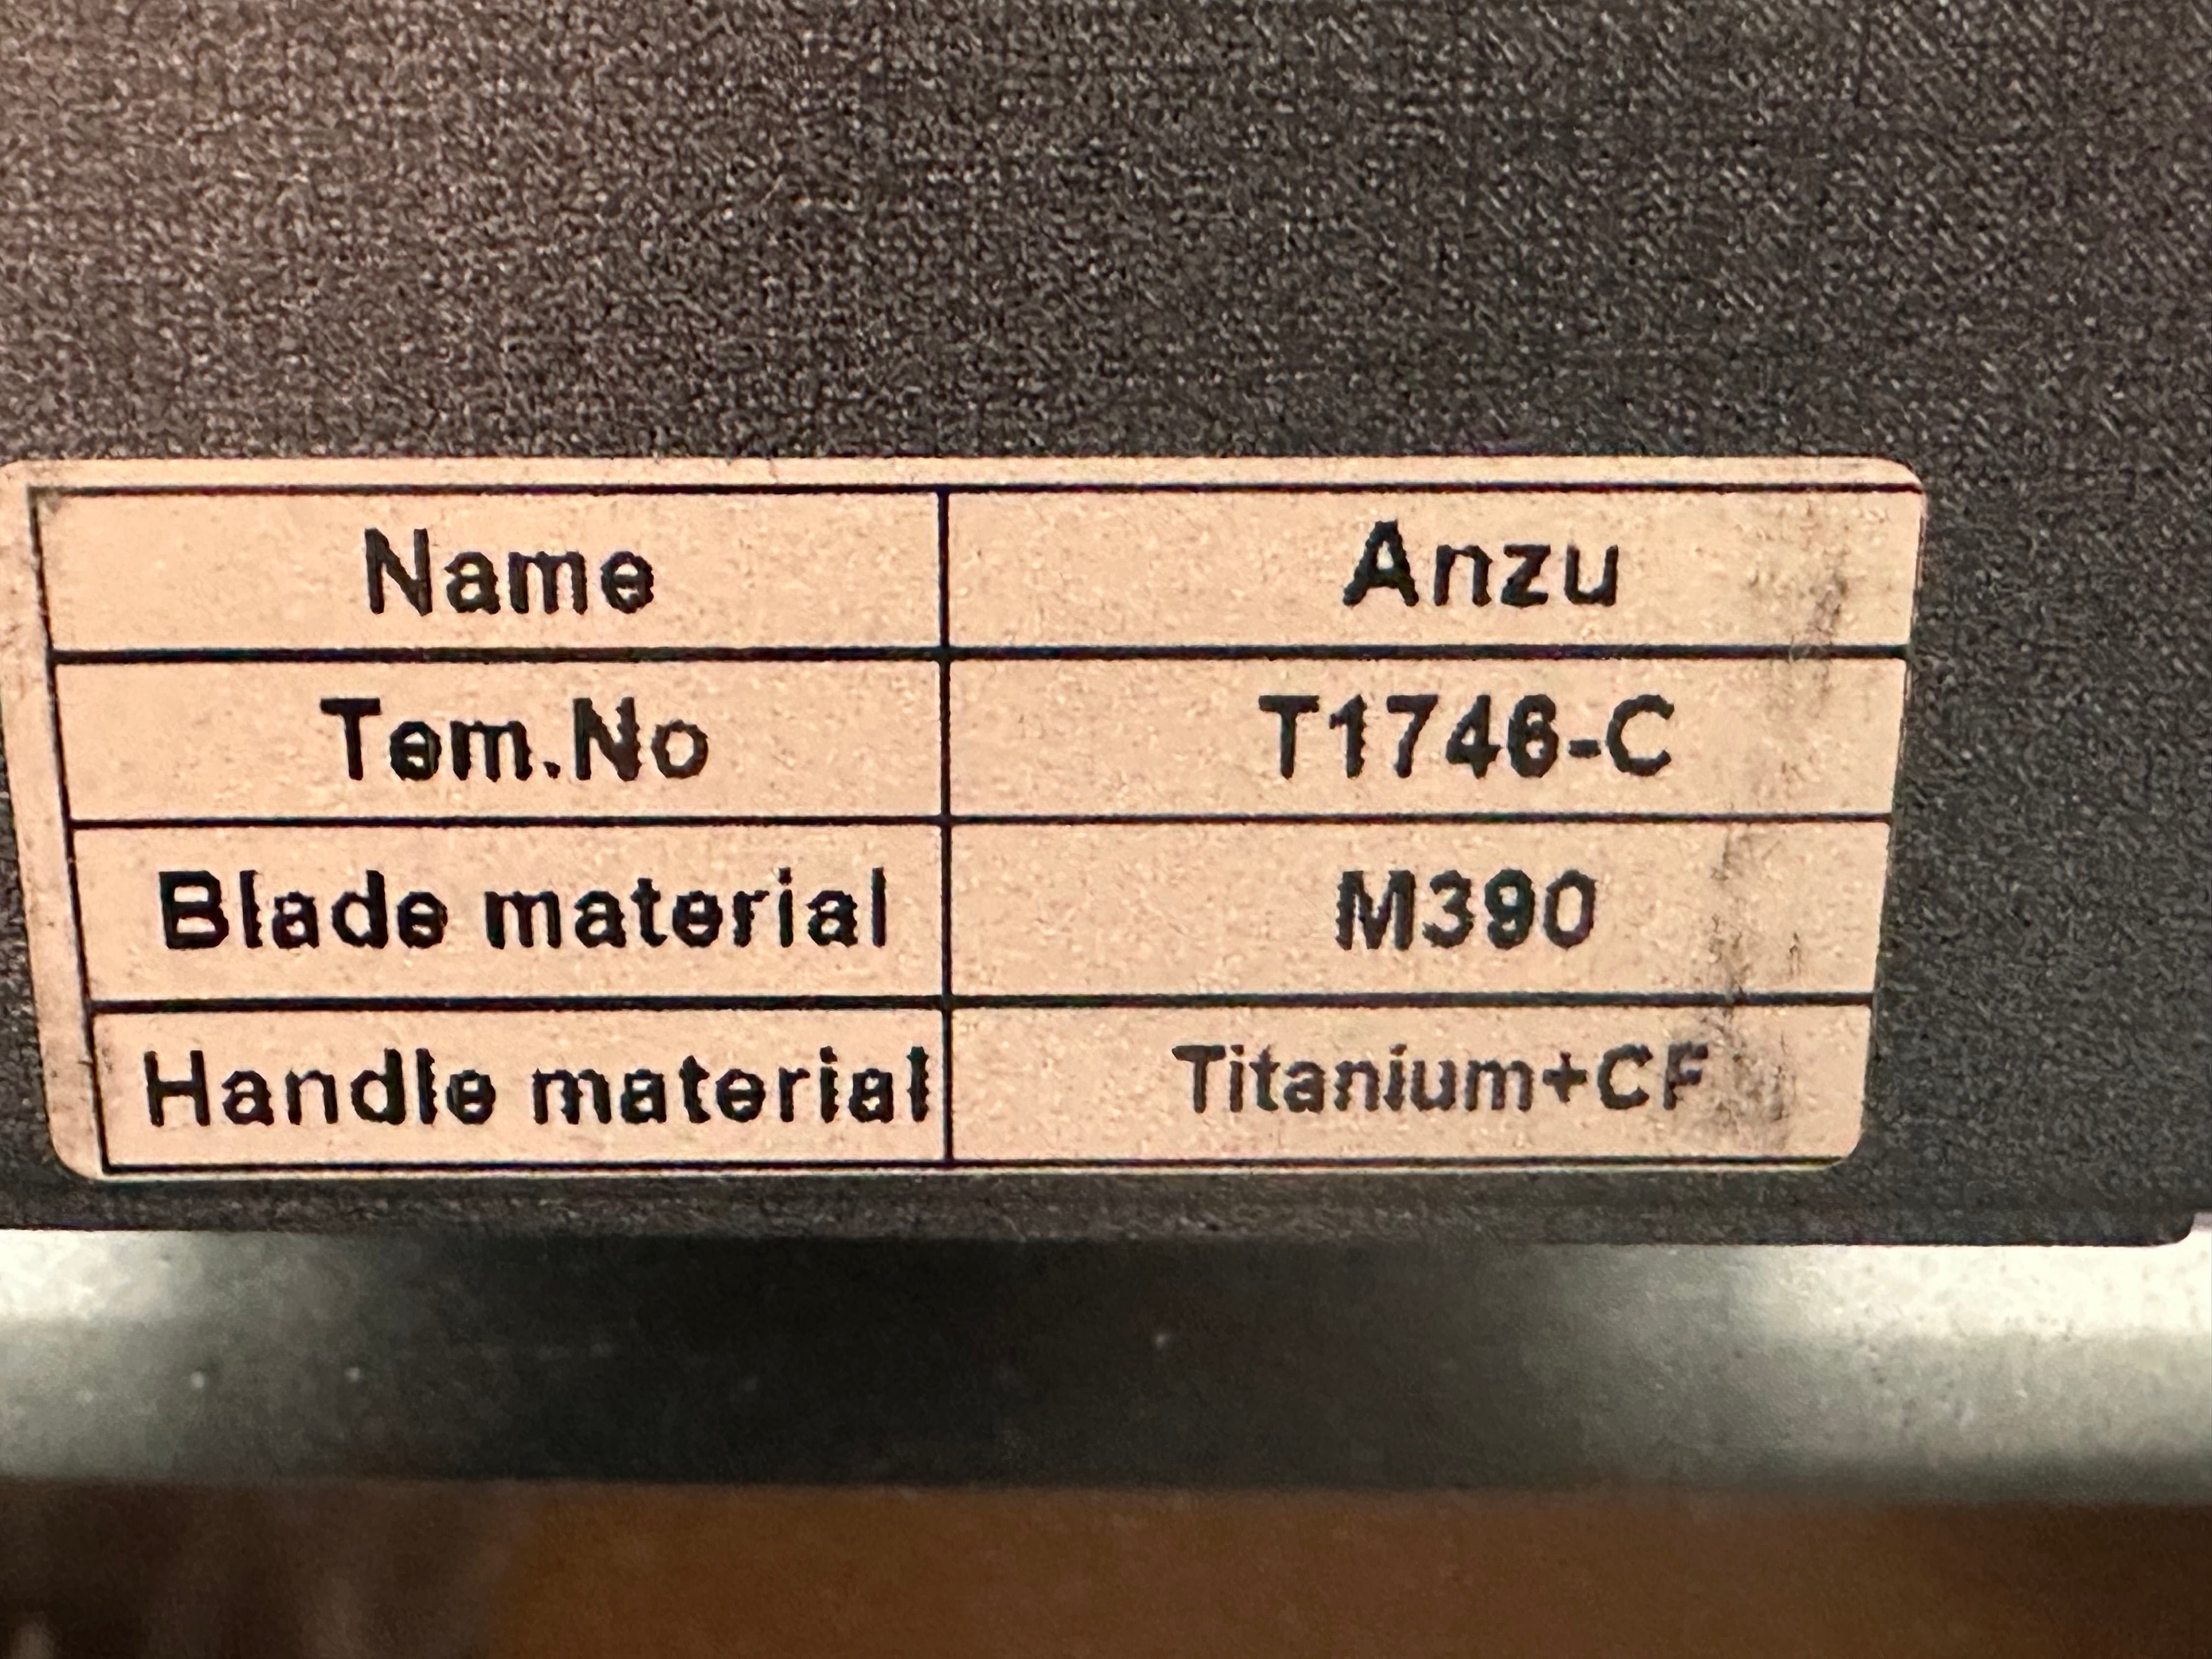 Name Anzu
Tem.No T1746-C
Blade material M390
Handle material Titanium+CF